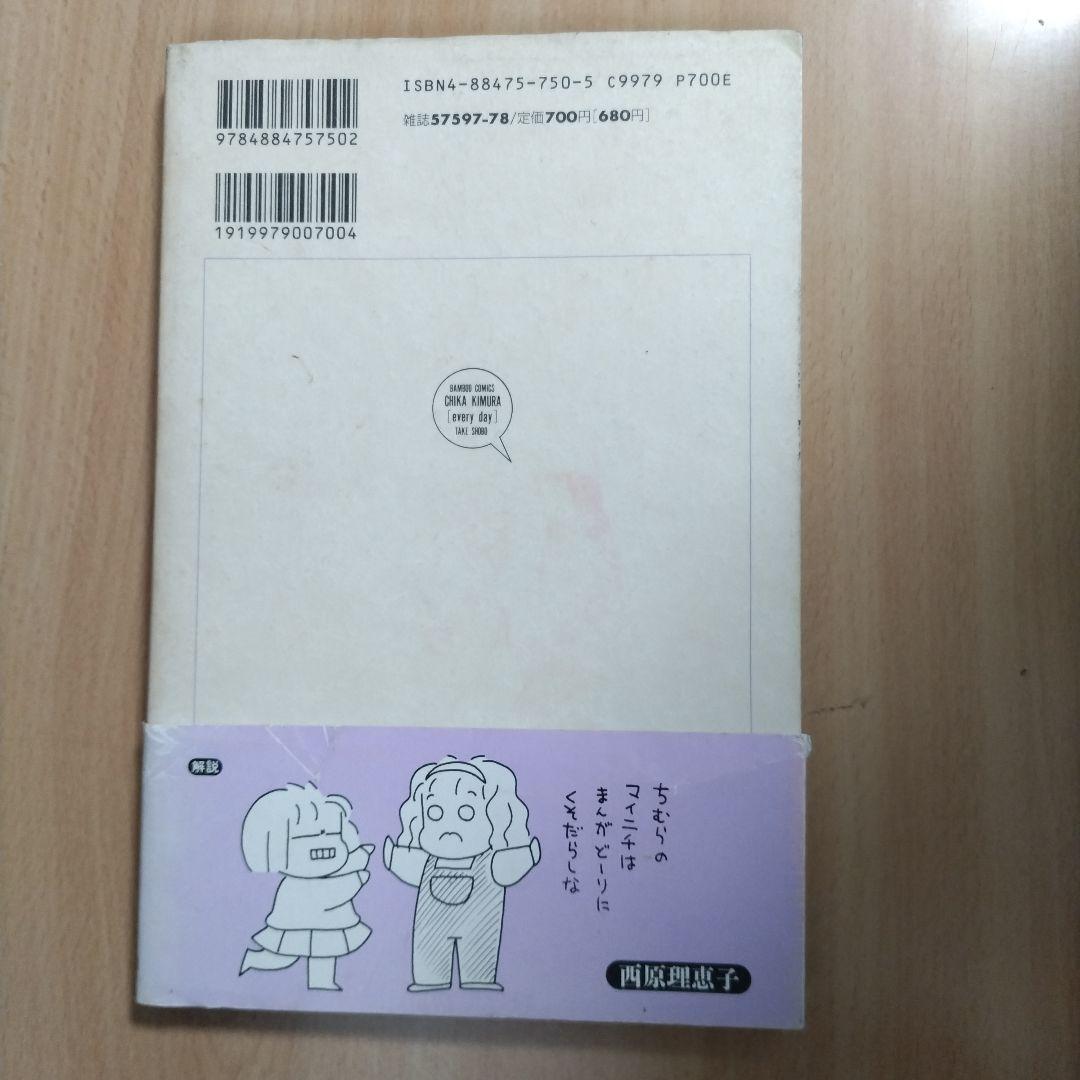 ISBN4-88475-750-5 C9979 P700E
雑誌57597-78/定価700円[680円]
9784884757502
1919979007004
BAMBOO COMICS
CHIKA KIMURA
[every day]
TAKE SHOBO
解説
ちむらの
マイニチは
まんがどーりに
くそだらしな
西原理恵子